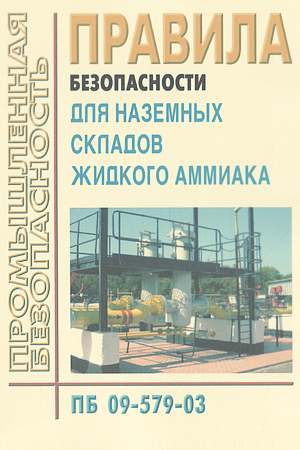 ПРОМЫШЛЕННАЯ
БЕЗОПАСНОСТЬ
ПРАВИЛА
БЕЗОПАСНОСТИ
ДЛЯ НАЗЕМНЫХ
СКЛАДОВ
ЖИДКОГО АММИАКА
ПБ 09-579-03